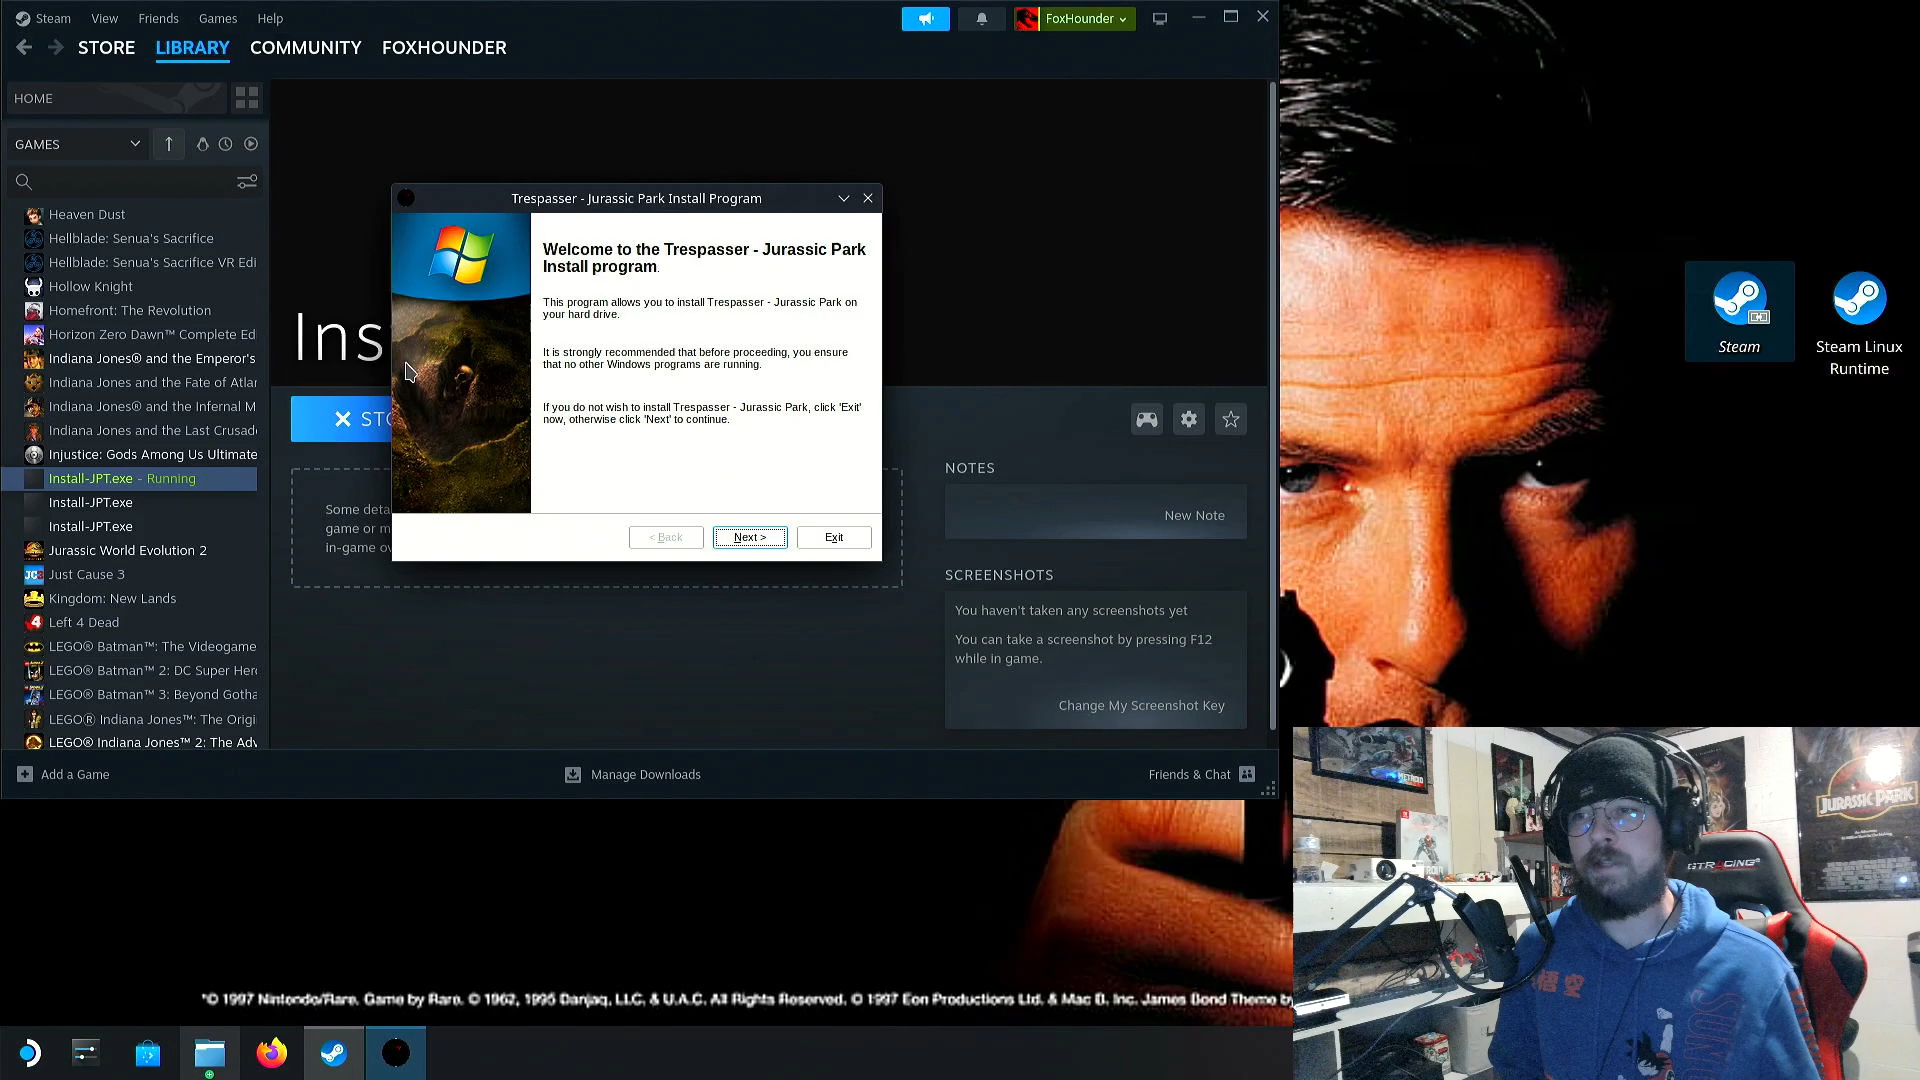 Steam View Friends Games Help
FoxHounder
STORE LIBRARY COMMUNITY FOXHOUNDER
HOME
GAMES
Heaven Dust
Hellblade: Senua's Sacrifice
Hellblade: Senua's Sacrifice VR Edi
Hollow Knight
Homefront: The Revolution
Horizon Zero Dawn™ Complete Ed
Indiana Jones® and the Emperor's
Indiana Jones and the Fate of Atlar
Indiana Jones® and the Infernal M
Indiana Jones and the Last Crusad
Injustice: Gods Among Us Ultimate
Install-JPT.exe - Running
Install-JPT.exe
Install-JPT.exe
Jurassic World Evolution 2
Just Cause 3
Kingdom: New Lands
Left 4 Dead
LEGO® Batman™: The Videogame
LEGO® Batman™ 2: DC Super Herc
LEGO® Batman™ 3: Beyond Gotha
LEGO® Indiana Jones™: The Origi
LEGO® Indiana Jones™ 2: The Adv
Ins
STO
Some deta
game or m
in-game ov
Trespasser - Jurassic Park Install Program
Welcome to the Trespasser - Jurassic Park
Install program.
This program allows you to install Trespasser - Jurassic Park on
your hard drive.
It is strongly recommended that before proceeding, you ensure
that no other Windows programs are running.
If you do not wish to install Trespasser - Jurassic Park, click 'Exit'
now, otherwise click 'Next' to continue.
< Back Next > Exit
NOTES
New Note
SCREENSHOTS
You haven't taken any screenshots yet
You can take a screenshot by pressing F12
while in game.
Change My Screenshot Key
Add a Game
Manage Downloads
Friends & Chat
Steam
Steam Linux
Runtime
METROID
JURASSIC PARK
GTRACING
悟空
"© 1997 Nintendo/Rare. Game by Rare. © 1962, 1995 Danjaq, LLC. & U.A.C. All Rights Reserved. © 1997 Eon Productions Ltd. & Mac B. Inc. James Bond Theme by